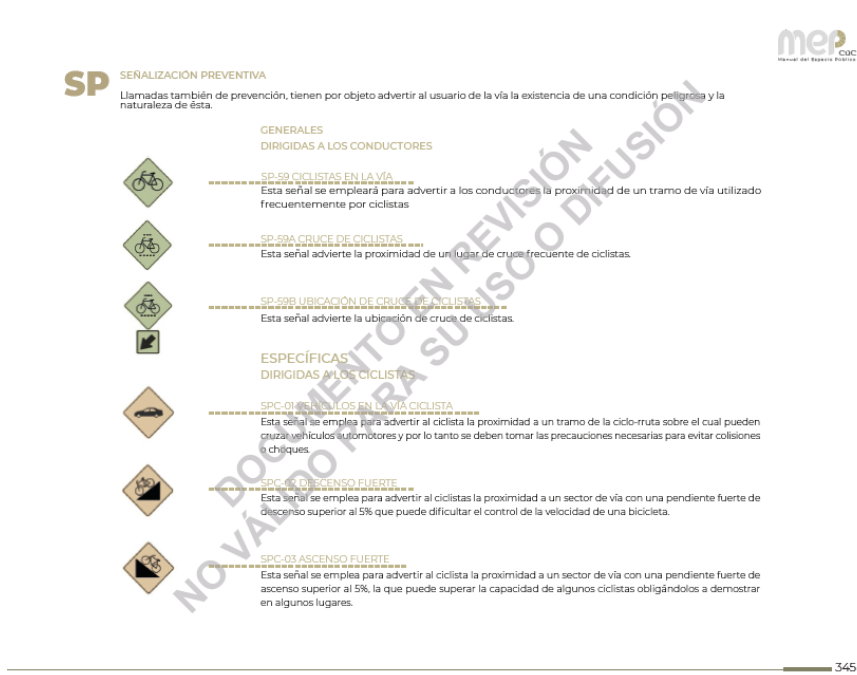 mep
CGC
Manual del Espacio Público
SP
SEÑALIZACIÓN PREVENTIVA
Llamadas también de prevención, tienen por objeto advertir al usuario de la vía la existencia de una condición peligrosa y la
naturaleza de ésta.
GENERALES
DIRIGIDAS A LOS CONDUCTORES
SP-59 CICLISTAS EN LA VÍA
Esta señal se empleará para advertir a los conductores la proximidad de un tramo de vía utilizado
frecuentemente por ciclistas
SP-59A CRUCE DE CICLISTAS
Esta señal advierte la proximidad de un lugar de cruce frecuente de ciclistas.
SP-59B UBICACIÓN DE CRUCE DE CICLISTAS
Esta señal advierte la ubicación de cruce de ciclistas.
ESPECÍFICAS
DIRIGIDAS A LOS CICLISTAS
SPC-01 VEHÍCULOS EN LA VÍA CICLISTA
Esta señal se emplea para advertir al ciclista la proximidad a un tramo de la ciclo-ruta sobre el cual pueden
cruzar vehículos automotores y por lo tanto se deben tomar las precauciones necesarias para evitar colisiones
o choques.
SPC-02 DESCENSO FUERTE
Esta señal se emplea para advertir al ciclistas la proximidad a un sector de vía con una pendiente fuerte de
descenso superior al 5% que puede dificultar el control de la velocidad de una bicicleta.
SPC-03 ASCENSO FUERTE
Esta señal se emplea para advertir al ciclista la proximidad a un sector de vía con una pendiente fuerte de
ascenso superior al 5%, la que puede superar la capacidad de algunos ciclistas obligándolos a demostrar
en algunos lugares.
DOCUMENTO EN REVISIÓN
NO VÁLIDO PARA SU USO O DIFUSIÓN
345